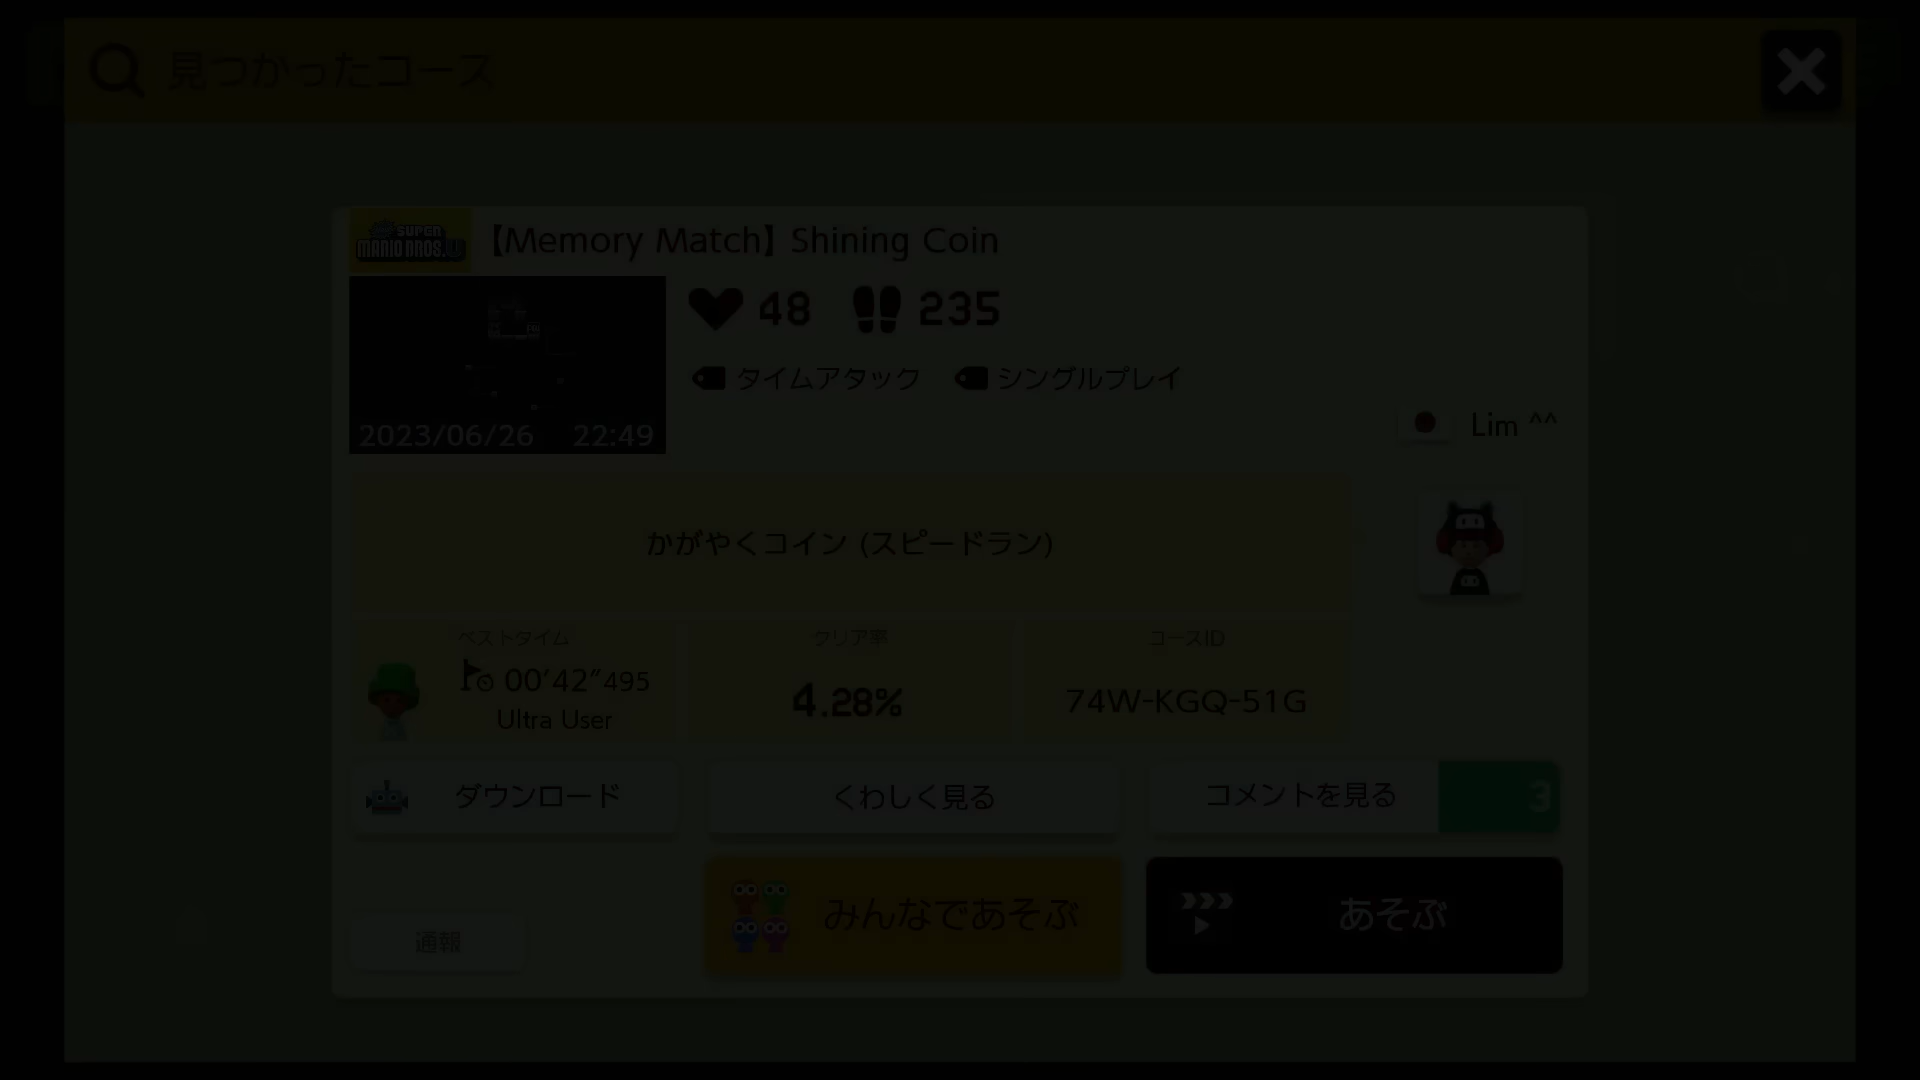 見つかったコース
SUPER
MARIO BROS. U
【Memory Match】Shining Coin
48 235
タイムアタック シングルプレイ
2023/06/26 22:49
Lim ^^
かがやくコイン (スピードラン)
ベストタイム
00'42"495
Ultra User
クリア率
4.28%
コースID
74W-KGQ-51G
ダウンロード
くわしく見る
コメントを見る 3
通報
みんなであそぶ
あそぶ